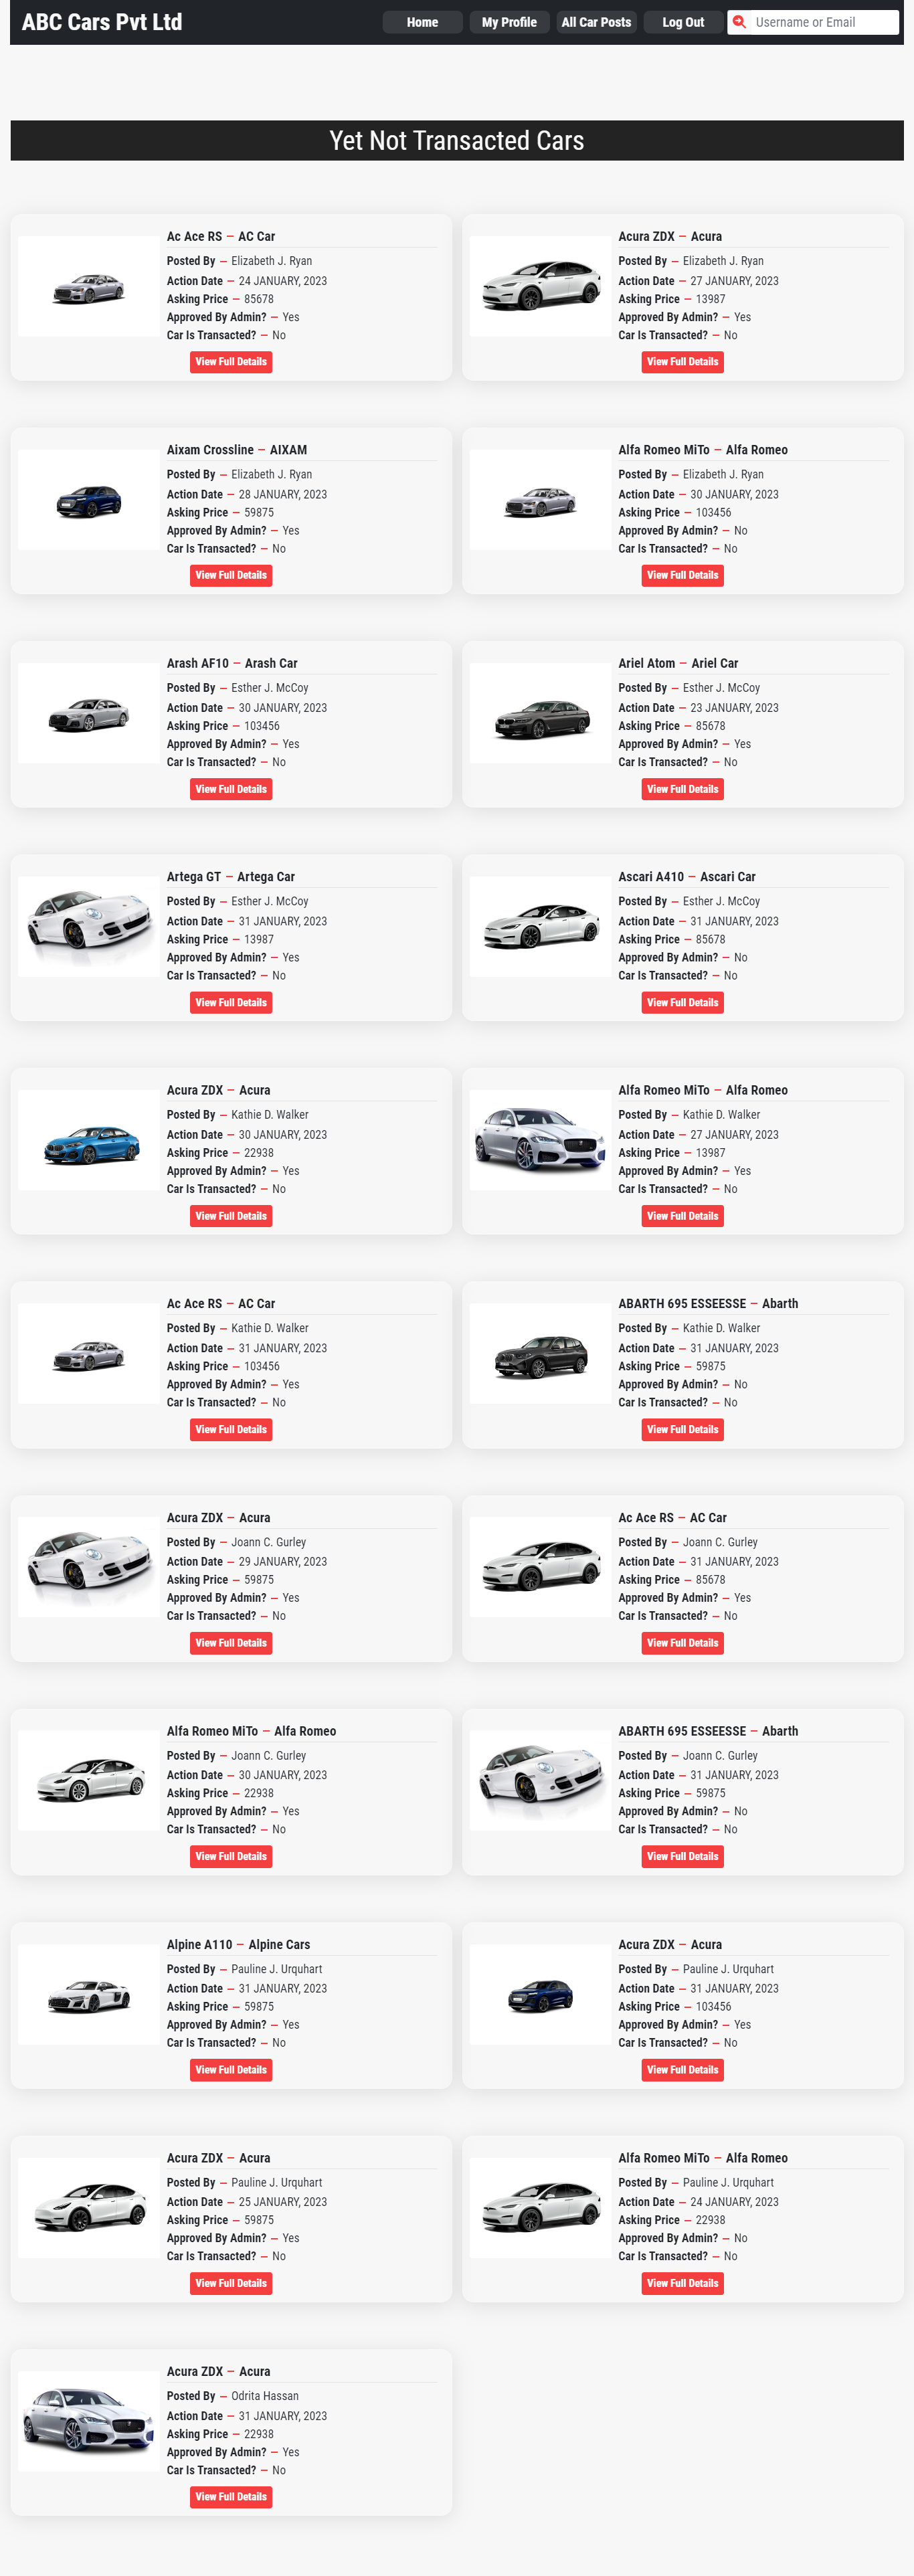 ABC Cars Pvt Ltd
Home
My Profile
All Car Posts
Log Out
Username or Email
Yet Not Transacted Cars
Ac Ace RS — AC Car
Posted By — Elizabeth J. Ryan
Action Date — 24 JANUARY, 2023
Asking Price — 85678
Approved By Admin? — Yes
Car Is Transacted? — No
View Full Details
Acura ZDX — Acura
Posted By — Elizabeth J. Ryan
Action Date — 27 JANUARY, 2023
Asking Price — 13987
Approved By Admin? — Yes
Car Is Transacted? — No
View Full Details
Aixam Crossline — AIXAM
Posted By — Elizabeth J. Ryan
Action Date — 28 JANUARY, 2023
Asking Price — 59875
Approved By Admin? — Yes
Car Is Transacted? — No
View Full Details
Alfa Romeo MiTo — Alfa Romeo
Posted By — Elizabeth J. Ryan
Action Date — 30 JANUARY, 2023
Asking Price — 103456
Approved By Admin? — No
Car Is Transacted? — No
View Full Details
Arash AF10 — Arash Car
Posted By — Esther J. McCoy
Action Date — 30 JANUARY, 2023
Asking Price — 103456
Approved By Admin? — Yes
Car Is Transacted? — No
View Full Details
Ariel Atom — Ariel Car
Posted By — Esther J. McCoy
Action Date — 23 JANUARY, 2023
Asking Price — 85678
Approved By Admin? — Yes
Car Is Transacted? — No
View Full Details
Artega GT — Artega Car
Posted By — Esther J. McCoy
Action Date — 31 JANUARY, 2023
Asking Price — 13987
Approved By Admin? — Yes
Car Is Transacted? — No
View Full Details
Ascari A410 — Ascari Car
Posted By — Esther J. McCoy
Action Date — 31 JANUARY, 2023
Asking Price — 85678
Approved By Admin? — No
Car Is Transacted? — No
View Full Details
Acura ZDX — Acura
Posted By — Kathie D. Walker
Action Date — 30 JANUARY, 2023
Asking Price — 22938
Approved By Admin? — Yes
Car Is Transacted? — No
View Full Details
Alfa Romeo MiTo — Alfa Romeo
Posted By — Kathie D. Walker
Action Date — 27 JANUARY, 2023
Asking Price — 13987
Approved By Admin? — Yes
Car Is Transacted? — No
View Full Details
Ac Ace RS — AC Car
Posted By — Kathie D. Walker
Action Date — 31 JANUARY, 2023
Asking Price — 103456
Approved By Admin? — Yes
Car Is Transacted? — No
View Full Details
ABARTH 695 ESSEESSE — Abarth
Posted By — Kathie D. Walker
Action Date — 31 JANUARY, 2023
Asking Price — 59875
Approved By Admin? — No
Car Is Transacted? — No
View Full Details
Acura ZDX — Acura
Posted By — Joann C. Gurley
Action Date — 29 JANUARY, 2023
Asking Price — 59875
Approved By Admin? — Yes
Car Is Transacted? — No
View Full Details
Ac Ace RS — AC Car
Posted By — Joann C. Gurley
Action Date — 31 JANUARY, 2023
Asking Price — 85678
Approved By Admin? — Yes
Car Is Transacted? — No
View Full Details
Alfa Romeo MiTo — Alfa Romeo
Posted By — Joann C. Gurley
Action Date — 30 JANUARY, 2023
Asking Price — 22938
Approved By Admin? — Yes
Car Is Transacted? — No
View Full Details
ABARTH 695 ESSEESSE — Abarth
Posted By — Joann C. Gurley
Action Date — 31 JANUARY, 2023
Asking Price — 59875
Approved By Admin? — No
Car Is Transacted? — No
View Full Details
Alpine A110 — Alpine Cars
Posted By — Pauline J. Urquhart
Action Date — 31 JANUARY, 2023
Asking Price — 59875
Approved By Admin? — Yes
Car Is Transacted? — No
View Full Details
Acura ZDX — Acura
Posted By — Pauline J. Urquhart
Action Date — 31 JANUARY, 2023
Asking Price — 103456
Approved By Admin? — Yes
Car Is Transacted? — No
View Full Details
Acura ZDX — Acura
Posted By — Pauline J. Urquhart
Action Date — 25 JANUARY, 2023
Asking Price — 59875
Approved By Admin? — Yes
Car Is Transacted? — No
View Full Details
Alfa Romeo MiTo — Alfa Romeo
Posted By — Pauline J. Urquhart
Action Date — 24 JANUARY, 2023
Asking Price — 22938
Approved By Admin? — No
Car Is Transacted? — No
View Full Details
Acura ZDX — Acura
Posted By — Odrita Hassan
Action Date — 31 JANUARY, 2023
Asking Price — 22938
Approved By Admin? — Yes
Car Is Transacted? — No
View Full Details